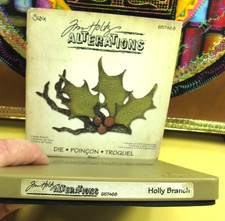 Sizzix
657468
Tim Holtz
ALTERATIONS
DIE • POINÇON • TROQUEL
Tim Holtz ALTERATIONS 657468 Holly Branch